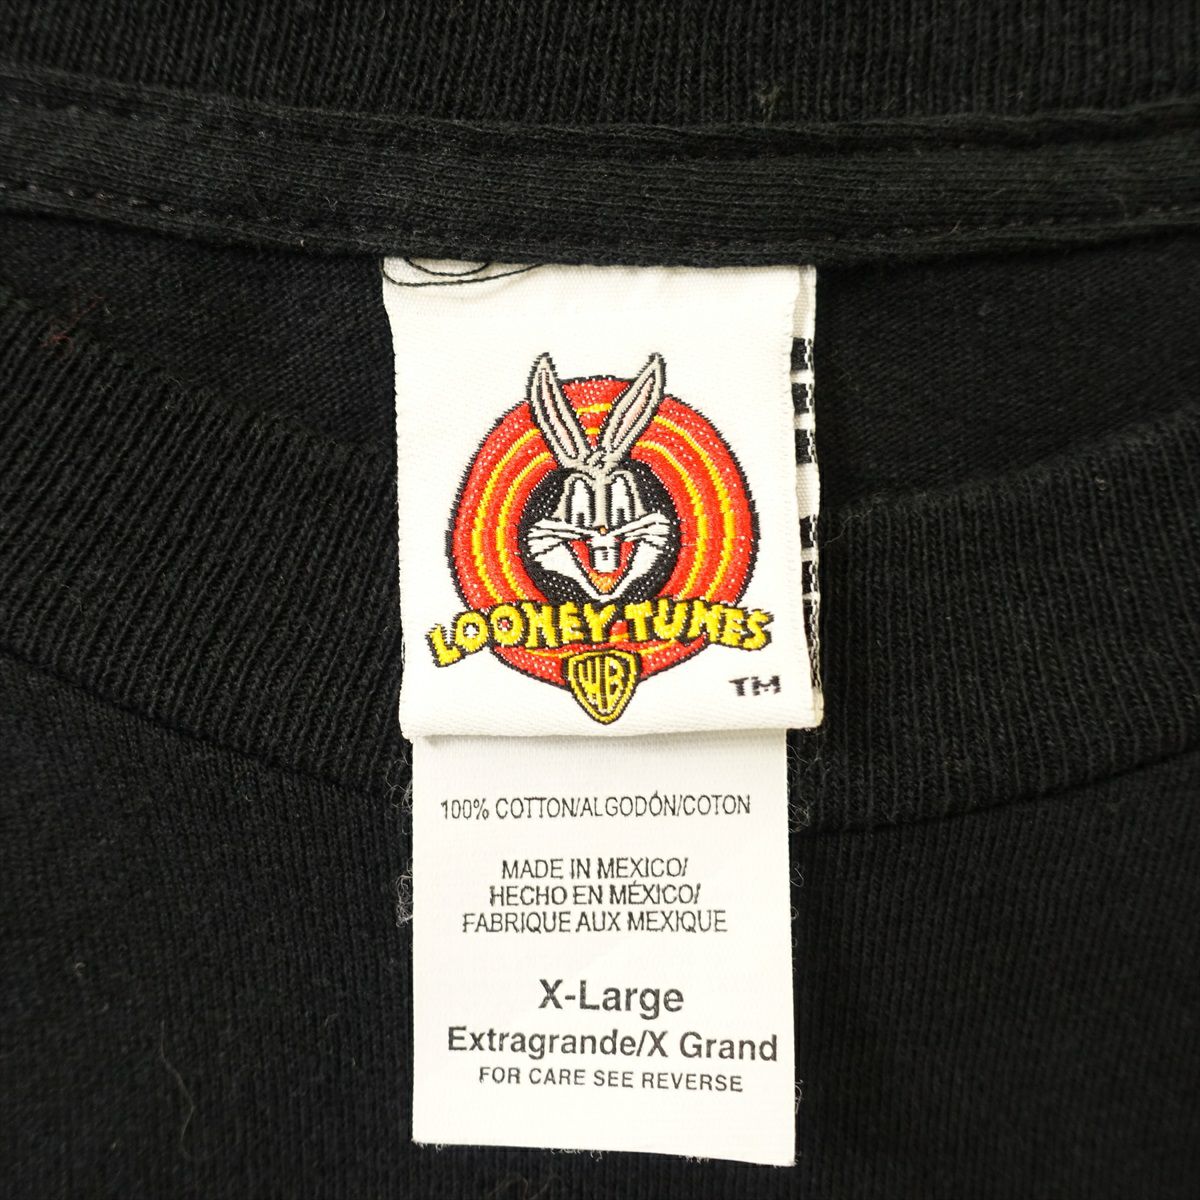 LOONEY TUNES
WB
TM
100% COTTON/ALGODÓN/COTON
MADE IN MEXICO/
HECHO EN MÉXICO/
FABRIQUE AUX MEXIQUE
X-Large
Extragrande/X Grand
FOR CARE SEE REVERSE